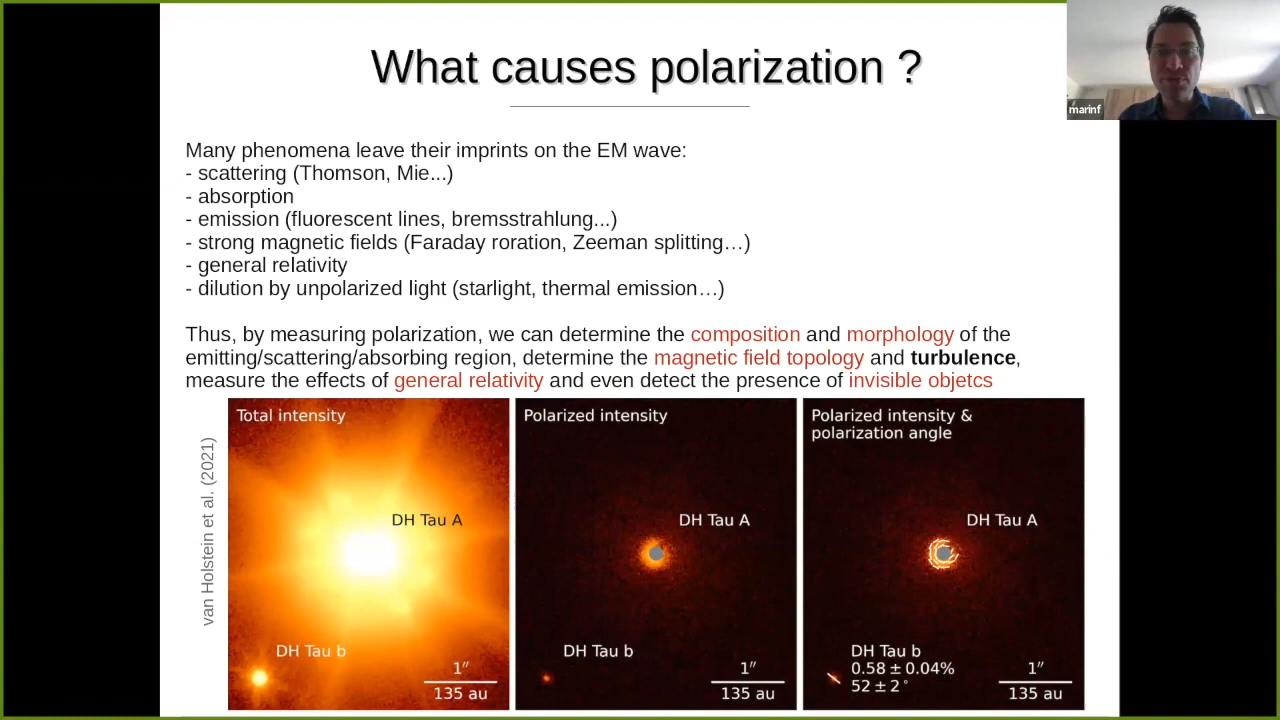 What causes polarization ?
marinf
Many phenomena leave their imprints on the EM wave:
- scattering (Thomson, Mie...)
- absorption
- emission (fluorescent lines, bremsstrahlung...)
- strong magnetic fields (Faraday roration, Zeeman splitting…)
- general relativity
- dilution by unpolarized light (starlight, thermal emission…)
Thus, by measuring polarization, we can determine the composition and morphology of the
emitting/scattering/absorbing region, determine the magnetic field topology and turbulence,
measure the effects of general relativity and even detect the presence of invisible objetcs
van Holstein et al. (2021)
Total intensity
DH Tau A
DH Tau b
1″
135 au
Polarized intensity
DH Tau A
DH Tau b
1″
135 au
Polarized intensity &
polarization angle
DH Tau A
DH Tau b
0.58 ± 0.04%
52 ± 2°
1″
135 au